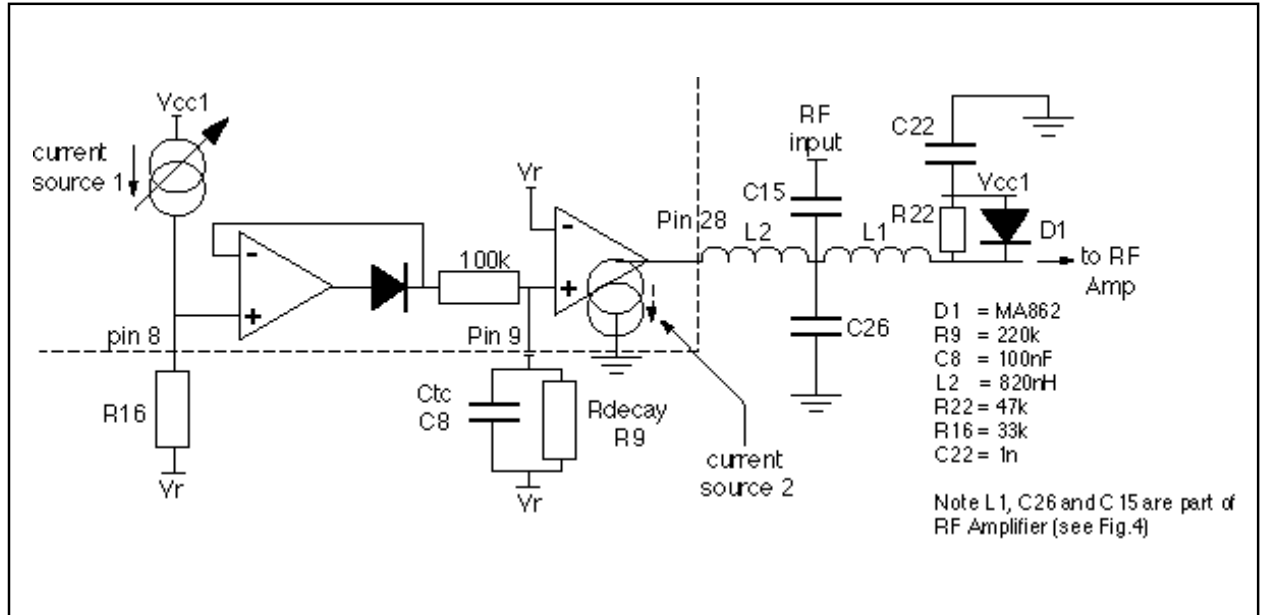 Vcc1
current
source 1
pin 8
R16
Vr
-
+
100k
Pin 9
Ctc
C8
Rdecay
R9
Vr
Vr
-
+
current
source 2
Pin 28
L2
RF
input
C15
C26
L1
C22
Vcc1
R22
D1
to RF
Amp
D1 = MA862
R9 = 220k
C8 = 100nF
L2 = 820nH
R22 = 47k
R16 = 33k
C22 = 1n
Note L1, C26 and C15 are part of
RF Amplifier (see Fig.4)